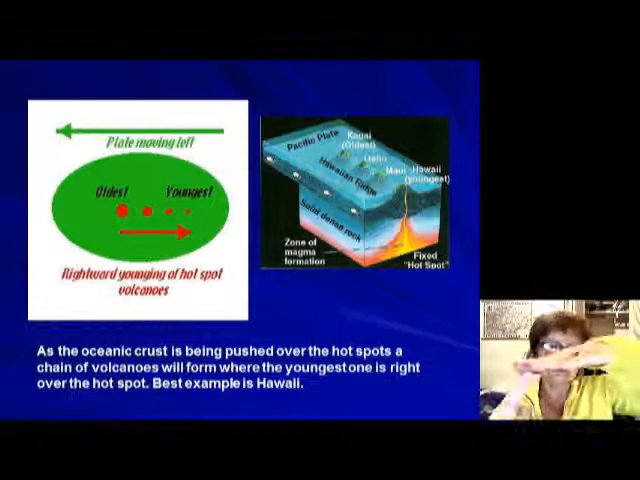 Plate moving left
Oldest Youngest
Rightward younging of hot spot
volcanoes
Pacific Plate
Kauai
(Oldest)
Oahu
Maui
Hawaii
(youngest)
Hawaiian Ridge
Solid dense rock
Zone of
magma
formation
Fixed
"Hot Spot"
As the oceanic crust is being pushed over the hot spots a
chain of volcanoes will form where the youngest one is right
over the hot spot. Best example is Hawaii.